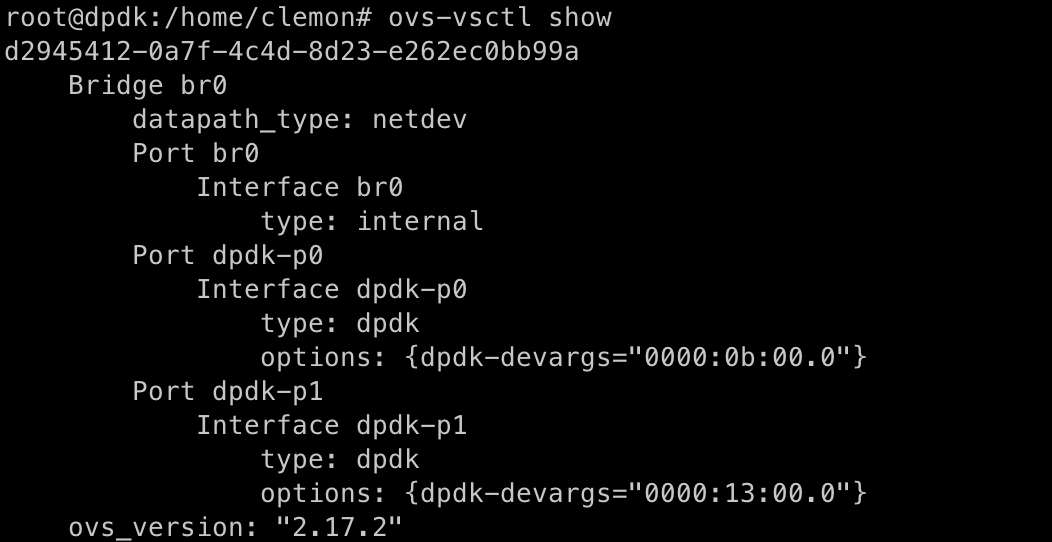 root@dpdk:/home/clemon# ovs-vsctl show
d2945412-0a7f-4c4d-8d23-e262ec0bb99a
    Bridge br0
        datapath_type: netdev
        Port br0
            Interface br0
                type: internal
        Port dpdk-p0
            Interface dpdk-p0
                type: dpdk
                options: {dpdk-devargs="0000:0b:00.0"}
        Port dpdk-p1
            Interface dpdk-p1
                type: dpdk
                options: {dpdk-devargs="0000:13:00.0"}
    ovs_version: "2.17.2"